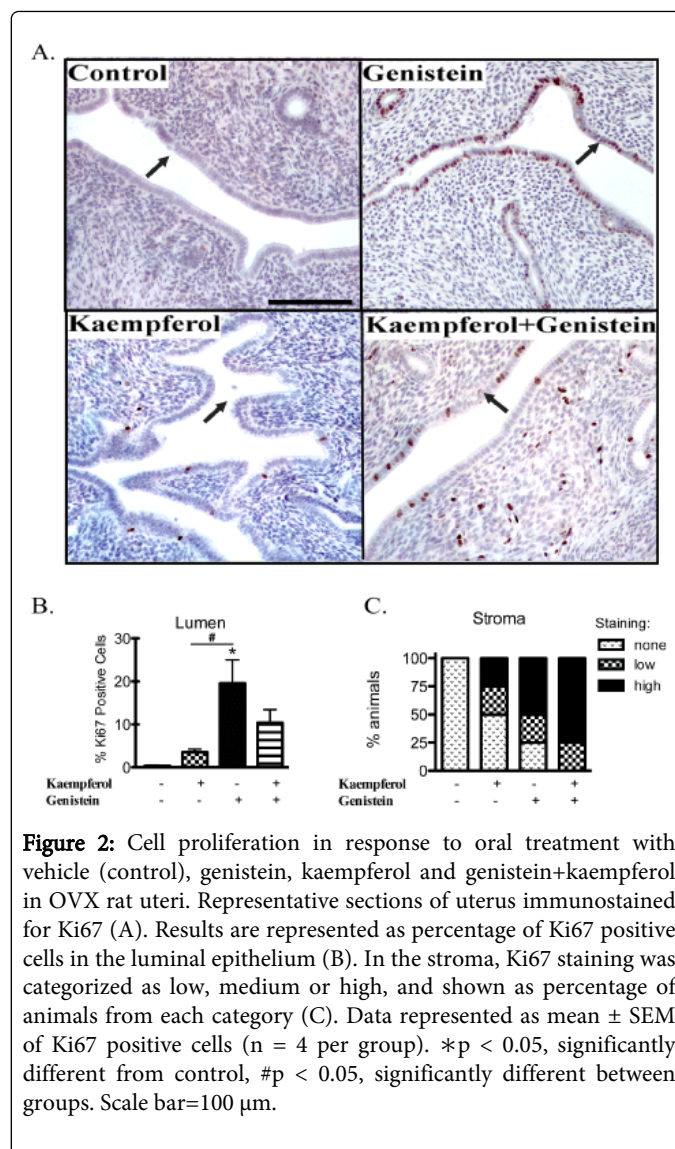 A.
Control
Genistein
Kaempferol
Kaempferol+Genistein
B.
Lumen
% Ki67 Positive Cells
30
20
10
0
#
*
Kaempferol - + - +
Genistein - - + +
C.
Stroma
% animals
100
75
50
25
0
Kaempferol - + - +
Genistein - - + +
Staining:
none
low
high
Figure 2: Cell proliferation in response to oral treatment with
vehicle (control), genistein, kaempferol and genistein+kaempferol
in OVX rat uteri. Representative sections of uterus immunostained
for Ki67 (A). Results are represented as percentage of Ki67 positive
cells in the luminal epithelium (B). In the stroma, Ki67 staining was
categorized as low, medium or high, and shown as percentage of
animals from each category (C). Data represented as mean ± SEM
of Ki67 positive cells (n = 4 per group). ∗p < 0.05, significantly
different from control, #p < 0.05, significantly different between
groups. Scale bar=100 μm.